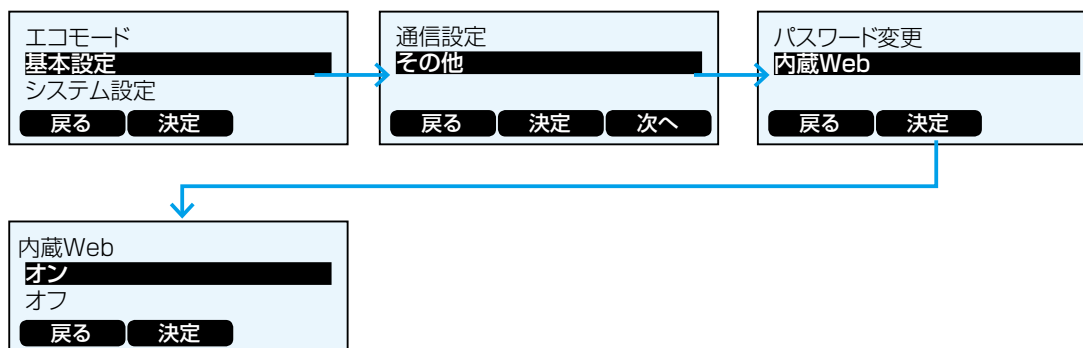 エコモード
基本設定
システム設定
戻る 決定
通信設定
その他
戻る 決定 次へ
パスワード変更
内蔵Web
戻る 決定
内蔵Web
オン
オフ
戻る 決定